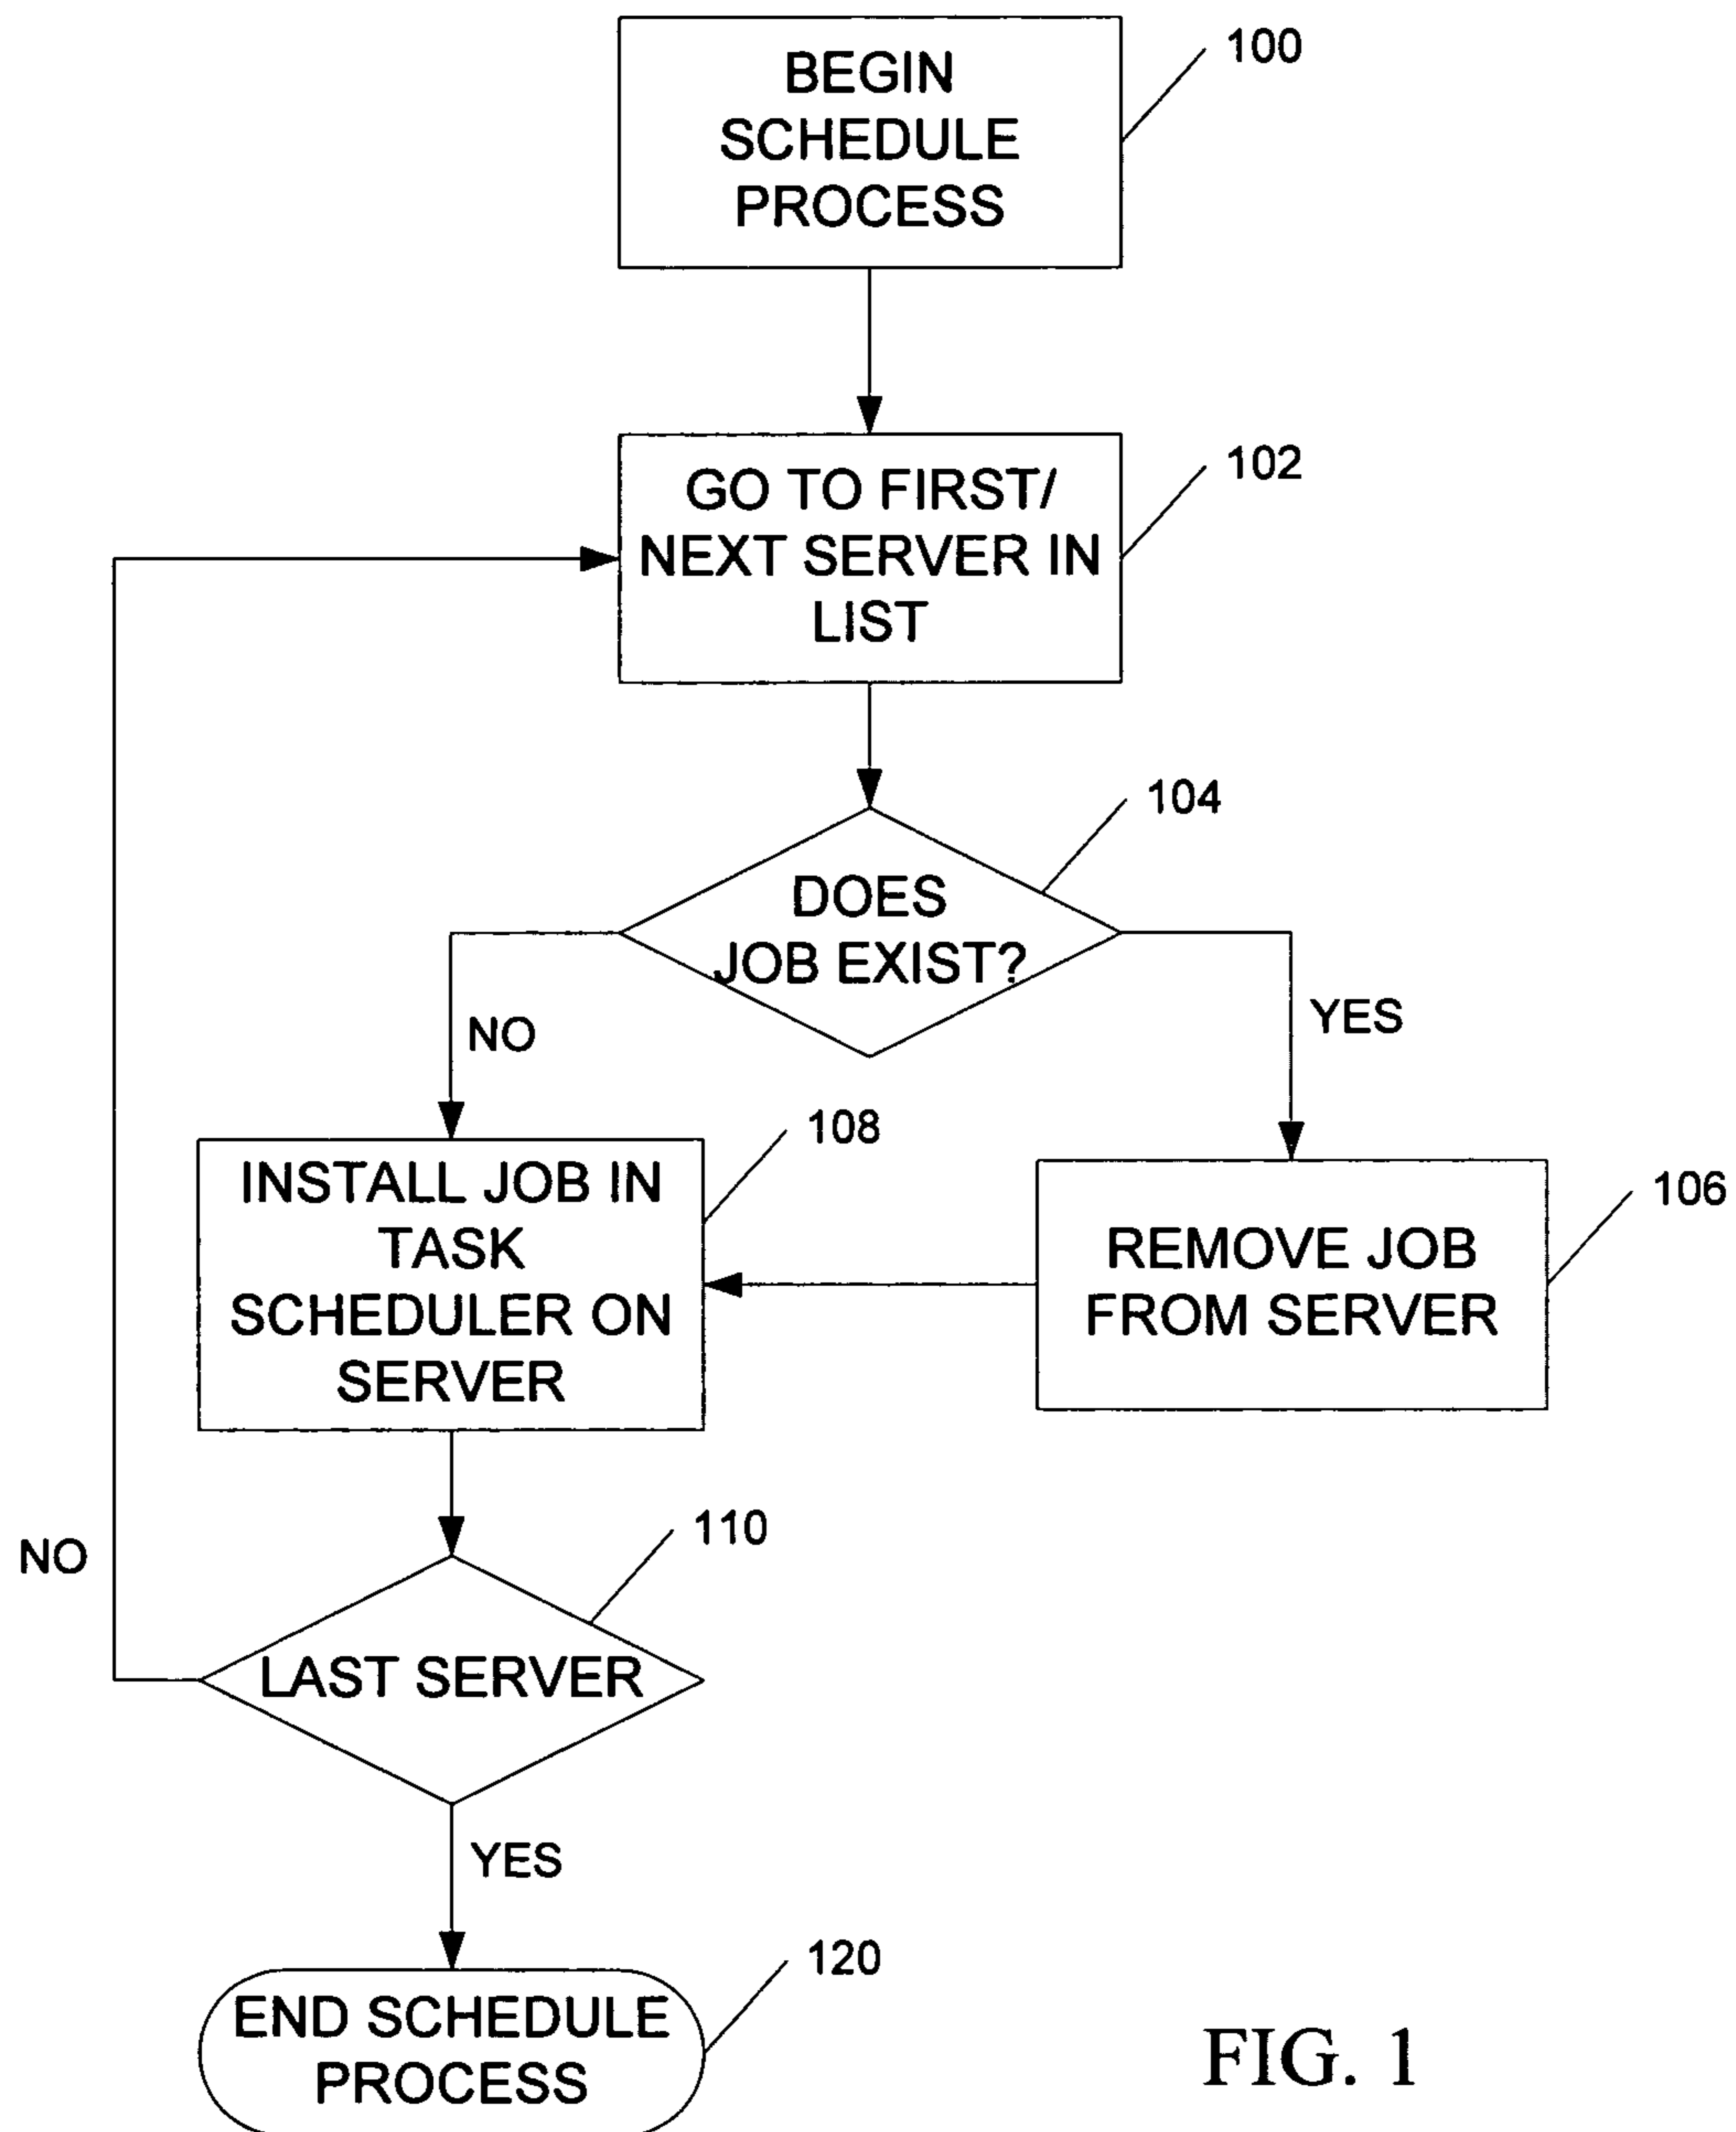 BEGIN
SCHEDULE
PROCESS
100
GO TO FIRST/
NEXT SERVER IN
LIST
102
DOES
JOB EXIST?
104
NO
YES
INSTALL JOB IN
TASK
SCHEDULER ON
SERVER
108
REMOVE JOB
FROM SERVER
106
NO
LAST SERVER
110
YES
END SCHEDULE
PROCESS
120
FIG. 1